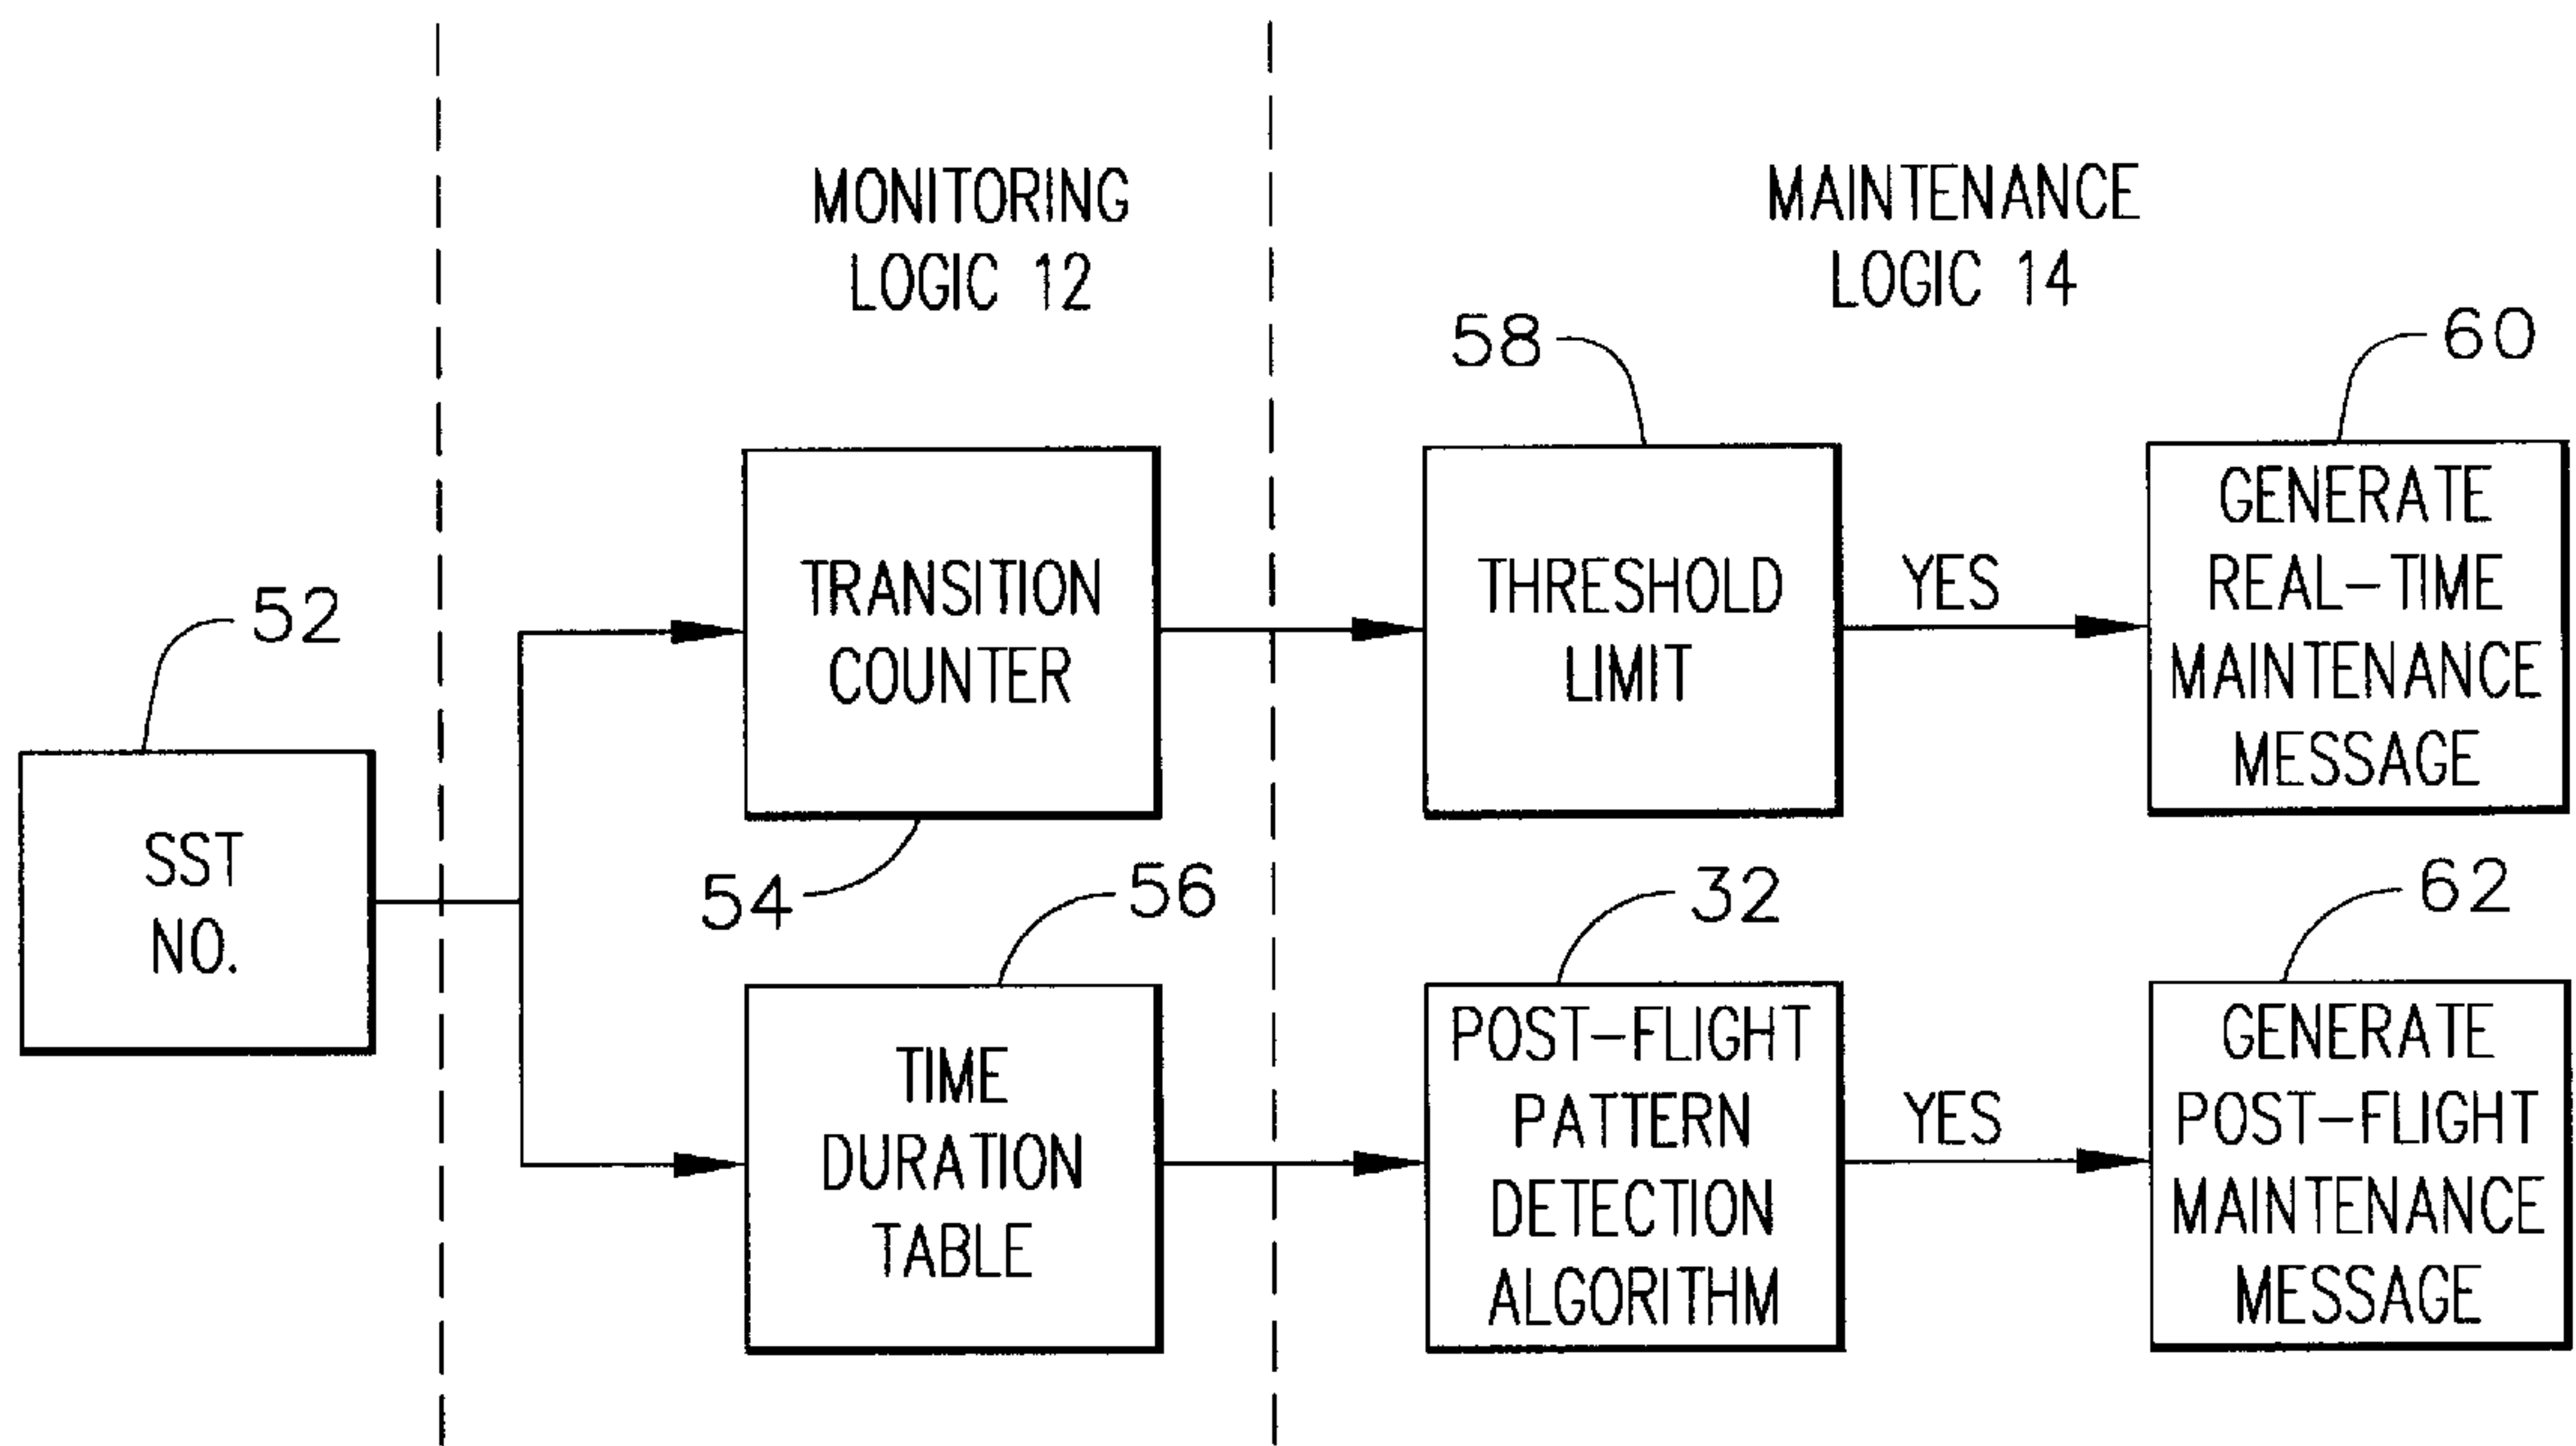 MONITORING
LOGIC 12
MAINTENANCE
LOGIC 14
52
SST
NO.
TRANSITION
COUNTER
54
58
THRESHOLD
LIMIT
YES
60
GENERATE
REAL-TIME
MAINTENANCE
MESSAGE
56
TIME
DURATION
TABLE
32
POST-FLIGHT
PATTERN
DETECTION
ALGORITHM
YES
62
GENERATE
POST-FLIGHT
MAINTENANCE
MESSAGE